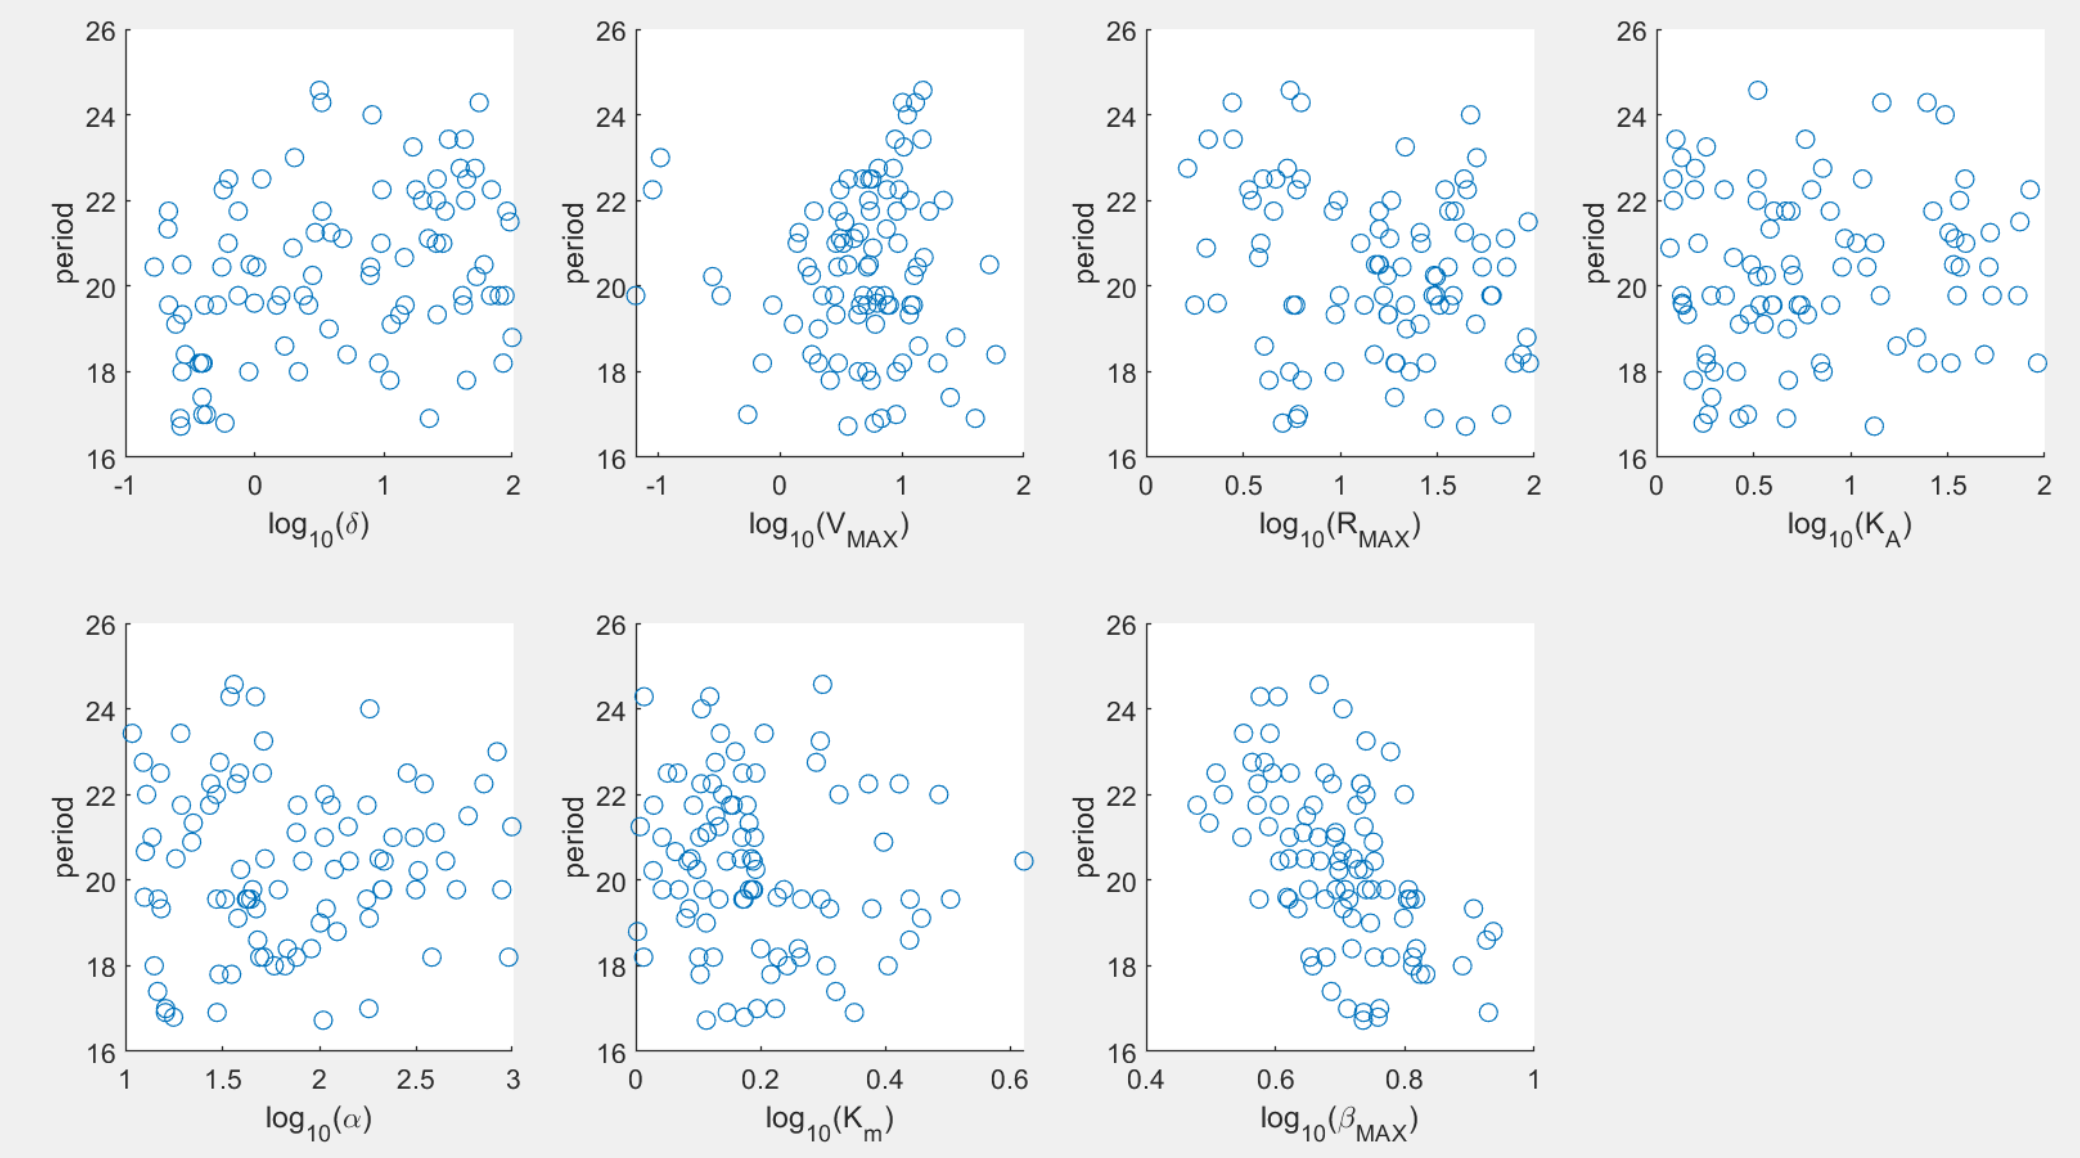 26 26 26 26
24 24 24 24
22 22 22 22
20 20 20 20
18 18 18 18
16 16 16 16
period period period period
-1 0 1 2 -1 0 1 2 0 0.5 1 1.5 2 0 0.5 1 1.5 2
log10(δ) log10(VMAX) log10(RMAX) log10(KA)
26 26 26
24 24 24
22 22 22
20 20 20
18 18 18
16 16 16
period period period
1 1.5 2 2.5 3 0 0.2 0.4 0.6 0.4 0.6 0.8 1
log10(α) log10(Km) log10(βMAX)